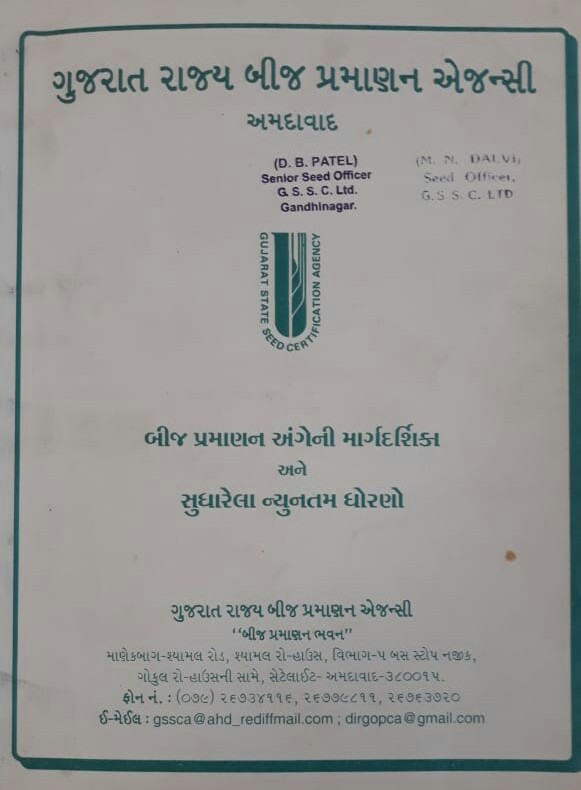 ગુજરાત રાજ્ય બીજ પ્રમાણન એજન્સી
અમદાવાદ
(D. B. PATEL)
Senior Seed Officer
G. S. S. C. Ltd.
Gandhinagar.
(M. N. DALVI)
Seed Officer,
G. S. S. C. LTD
GUJARAT STATE SEED CERTIFICATION AGENCY
બીજ પ્રમાણન અંગેની માર્ગદર્શિકા
અને
સુધારેલા ન્યુનતમ ધોરણો
ગુજરાત રાજ્ય બીજ પ્રમાણન એજન્સી
“બીજ પ્રમાણન ભવન”
માણેકબાગ-શ્યામલ રોડ, શ્યામલ રો-હાઉસ, વિભાગ-૫ બસ સ્ટોપ નજીક,
ગોકુલ રો-હાઉસની સામે, સેટેલાઈટ- અમદાવાદ-૩૮૦૦૧૫.
ફોન નં. : (૦૭૯) ૨૬૭૩૪૧૧૬, ૨૬૭૭૯૮૧૧, ૨૬૭૬૩૭૨૦
ઈ-મેઈલ : gssca@ahd_rediffmail.com ; dirgopca@gmail.com